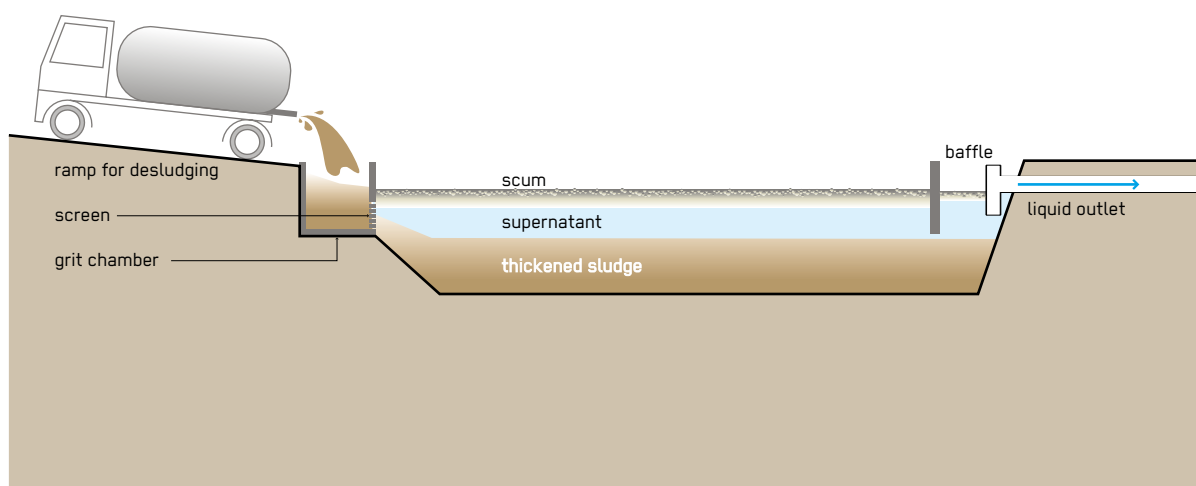 baffle
ramp for desludging
scum
liquid outlet
screen
supernatant
grit chamber
thickened sludge